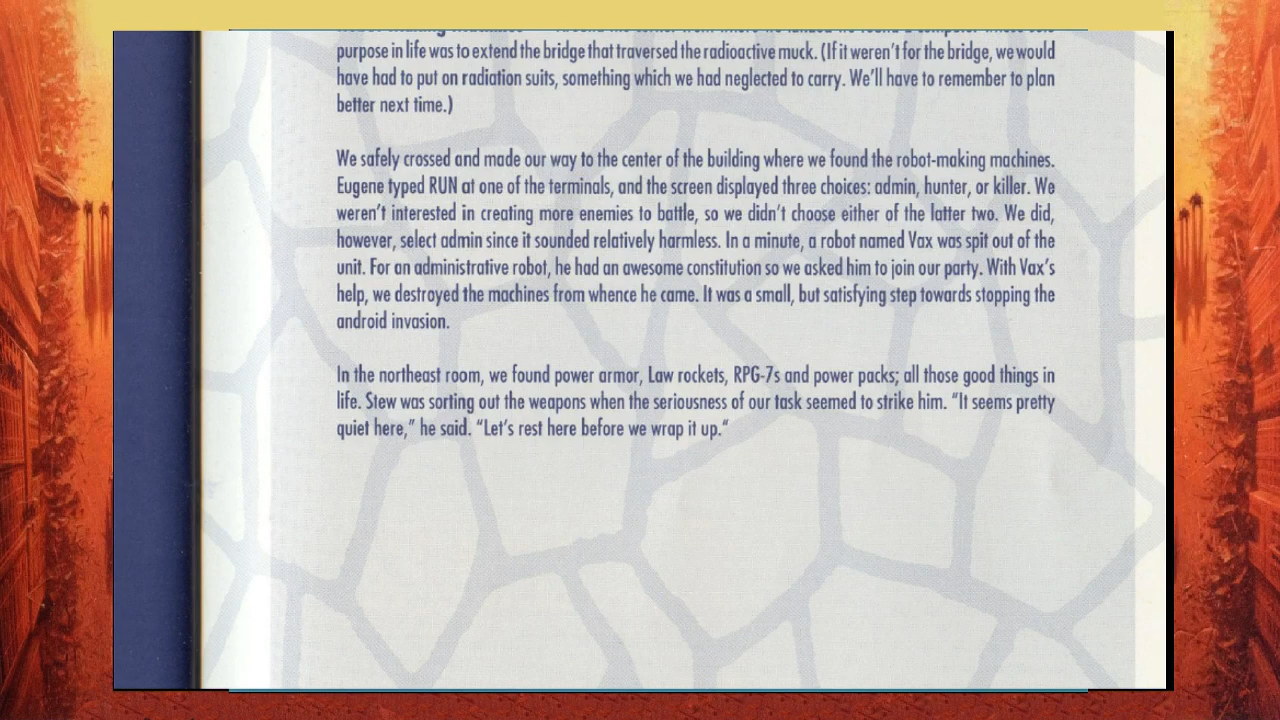 purpose in life was to extend the bridge that traversed the radioactive muck. (If it weren't for the bridge, we would
have had to put on radiation suits, something which we had neglected to carry. We'll have to remember to plan
better next time.)
We safely crossed and made our way to the center of the building where we found the robot-making machines.
Eugene typed RUN at one of the terminals, and the screen displayed three choices: admin, hunter, or killer. We
weren't interested in creating more enemies to battle, so we didn't choose either of the latter two. We did,
however, select admin since it sounded relatively harmless. In a minute, a robot named Vax was spit out of the
unit. For an administrative robot, he had an awesome constitution so we asked him to join our party. With Vax's
help, we destroyed the machines from whence he came. It was a small, but satisfying step towards stopping the
android invasion.
In the northeast room, we found power armor, Law rockets, RPG-7s and power packs; all those good things in
life. Stew was sorting out the weapons when the seriousness of our task seemed to strike him. “It seems pretty
quiet here,” he said. “Let's rest here before we wrap it up.“